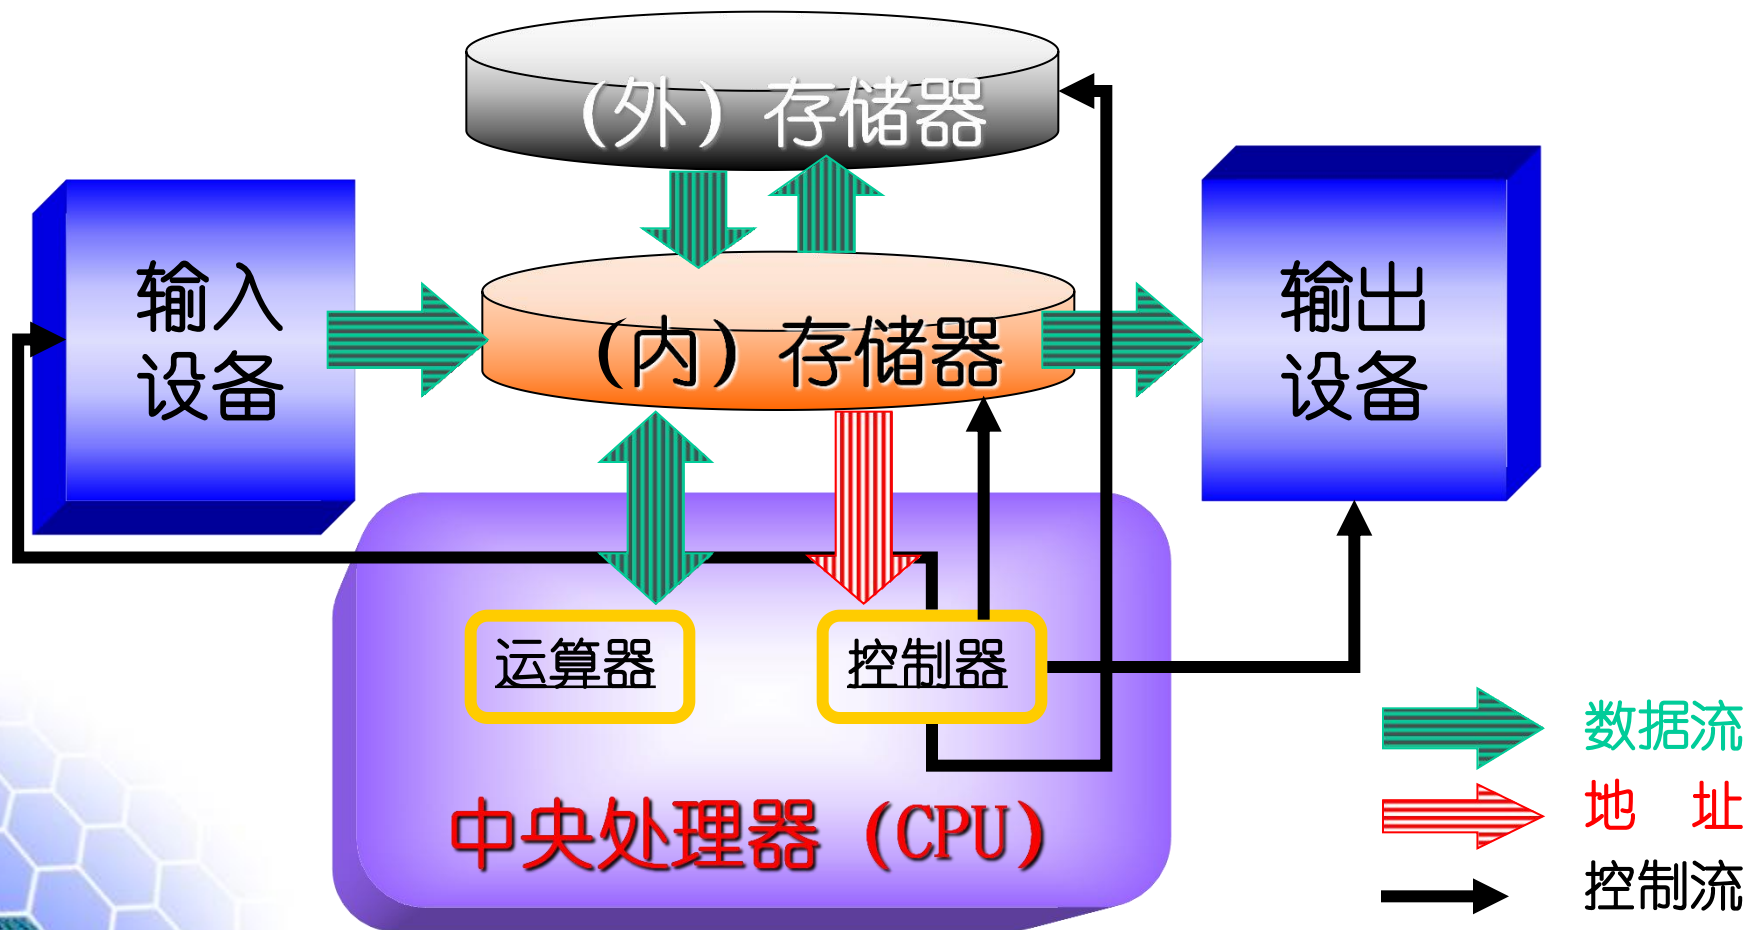 （外）存储器
输入
设备
（内）存储器
输出
设备
运算器
控制器
中央处理器（CPU）
数据流
地 址
控制流